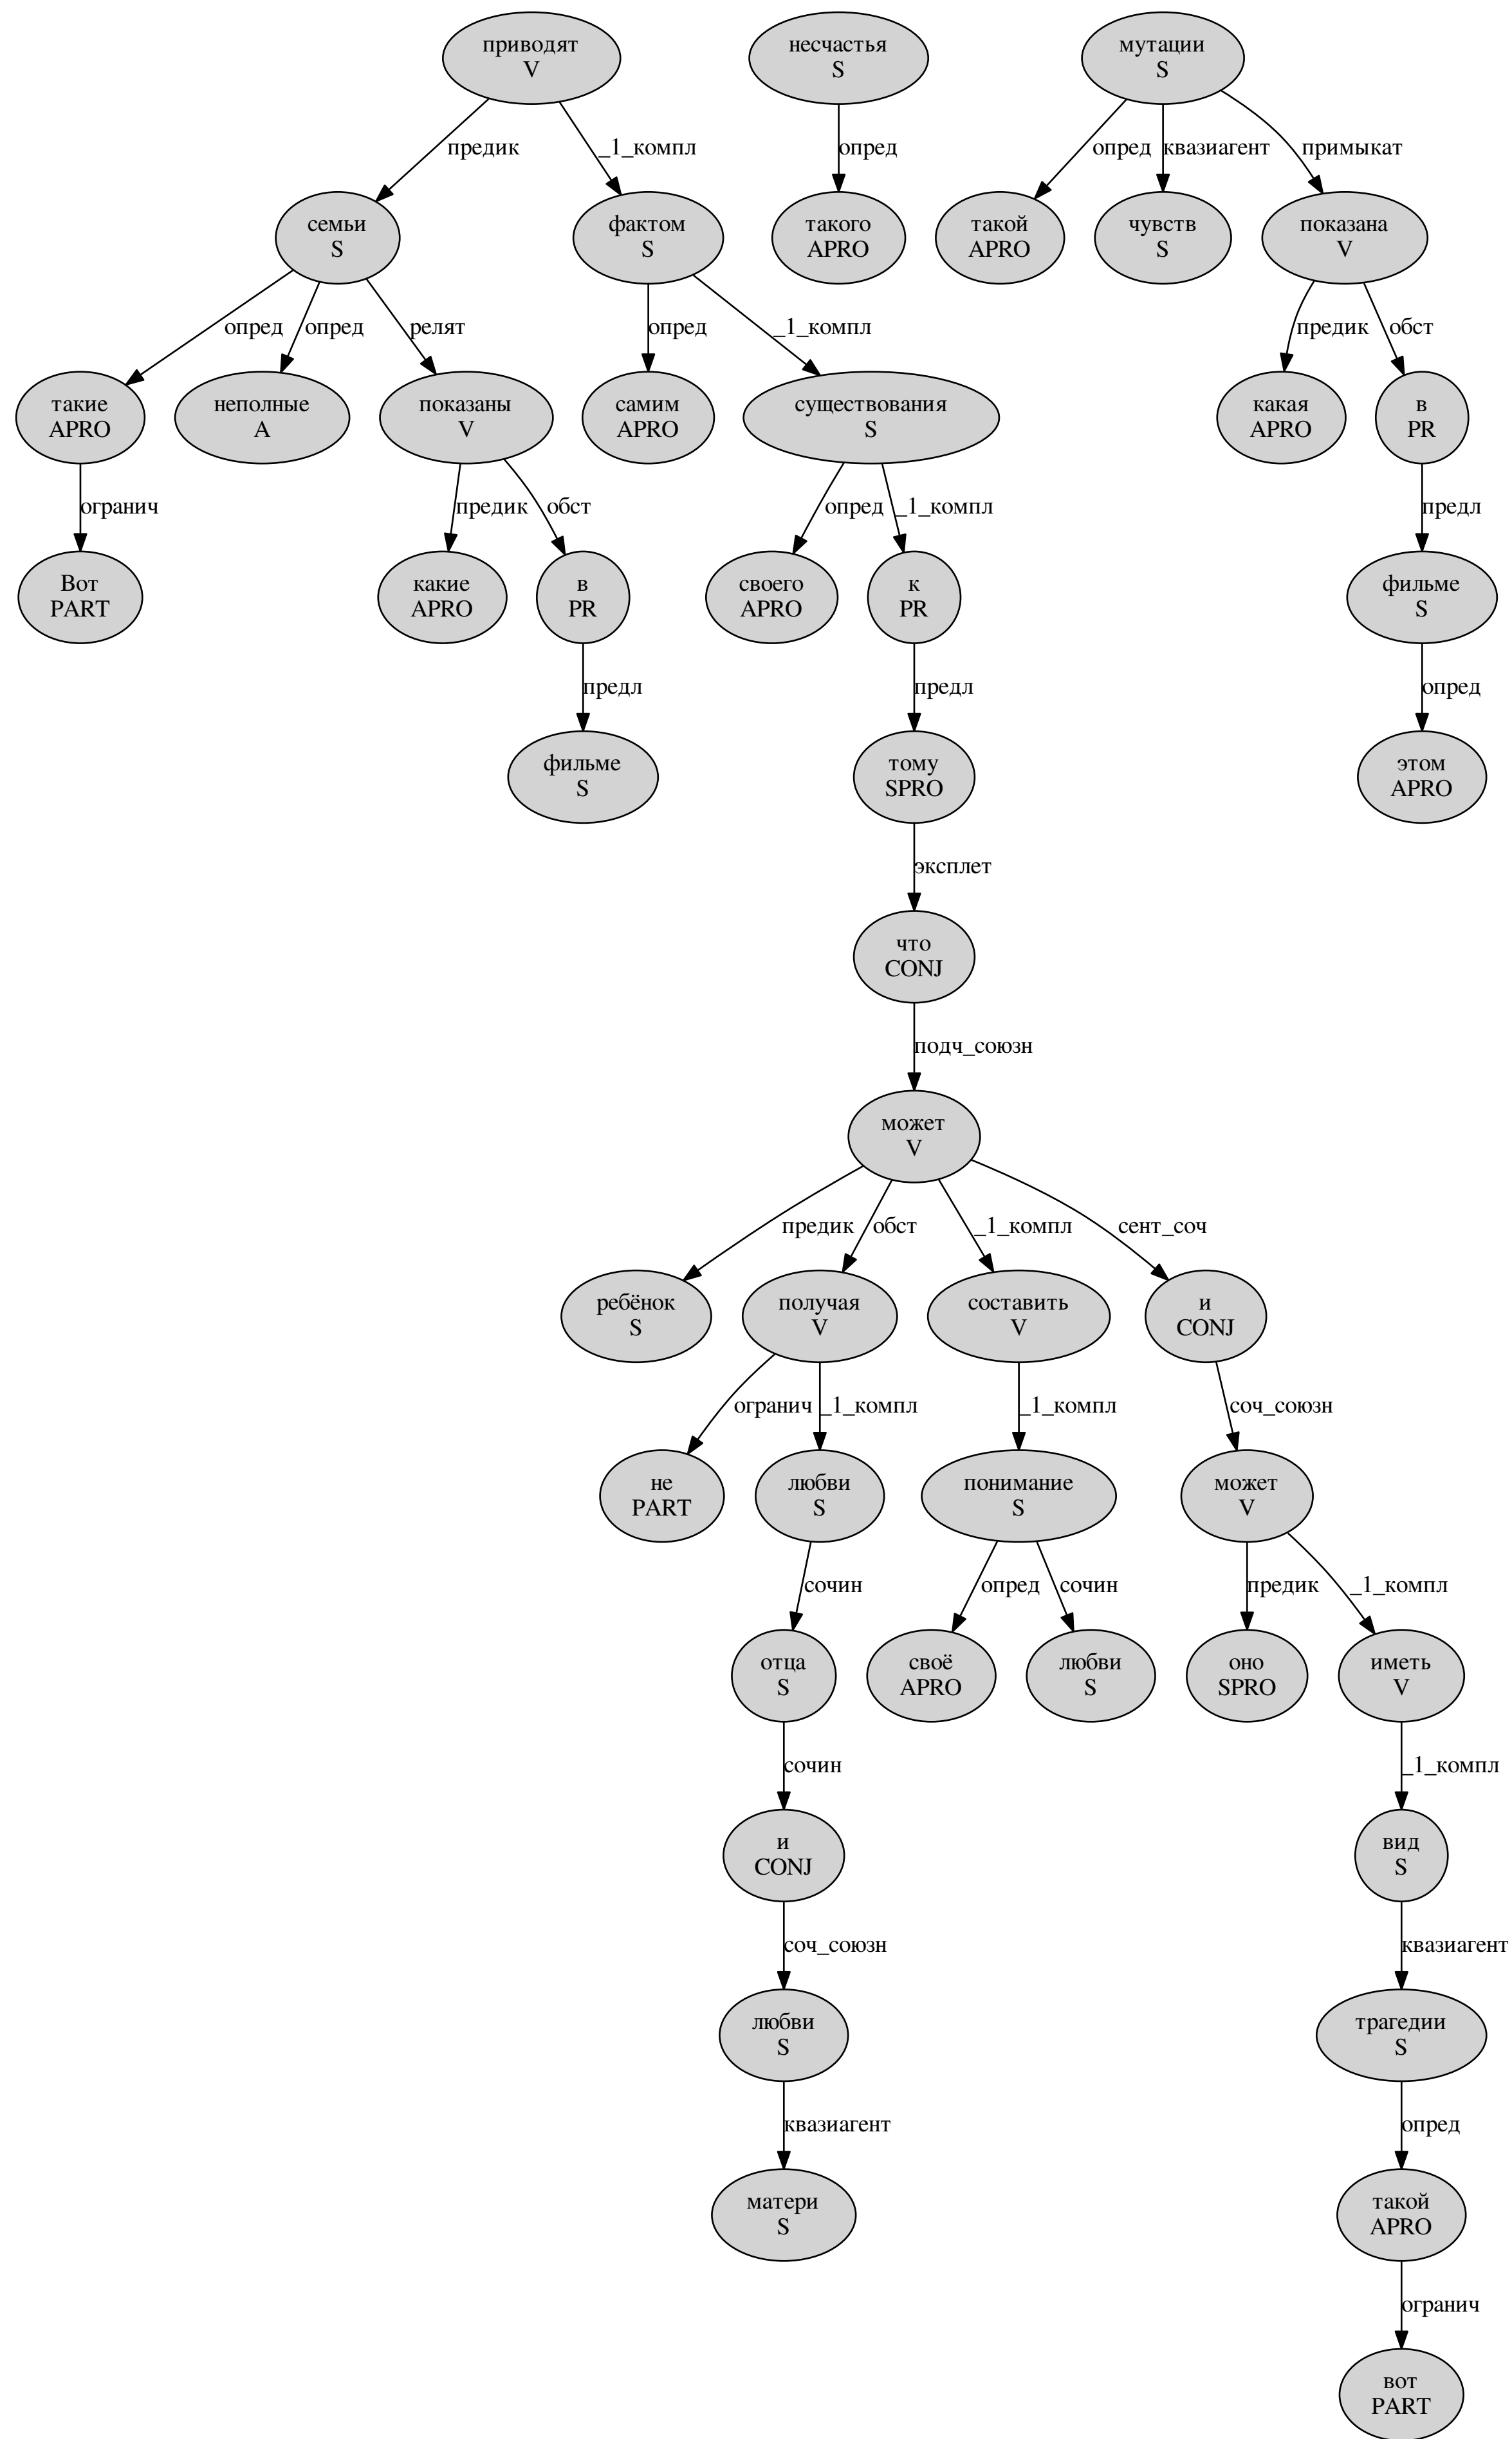 приводят
V
несчастья
S
мутации
S
предик
_1_компл
опред
опред
квазиагент
примыкат
семьи
S
фактом
S
такого
APRO
такой
APRO
чувств
S
показана
V
опред
опред
релят
опред
_1_компл
предик
обст
такие
APRO
неполные
A
показаны
V
самим
APRO
существования
S
какая
APRO
в
PR
огранич
предик
обст
опред
_1_компл
предл
Вот
PART
какие
APRO
в
PR
своего
APRO
к
PR
фильме
S
предл
предл
опред
фильме
S
тому
SPRO
этом
APRO
эксплет
что
CONJ
подч_союзн
может
V
предик
обст
_1_компл
сент_соч
ребёнок
S
получая
V
составить
V
и
CONJ
огранич
_1_компл
_1_компл
соч_союзн
не
PART
любви
S
понимание
S
может
V
сочин
опред
сочин
предик
_1_компл
отца
S
своё
APRO
любви
S
оно
SPRO
иметь
V
сочин
_1_компл
и
CONJ
вид
S
соч_союзн
квазиагент
любви
S
трагедии
S
квазиагент
опред
матери
S
такой
APRO
огранич
вот
PART